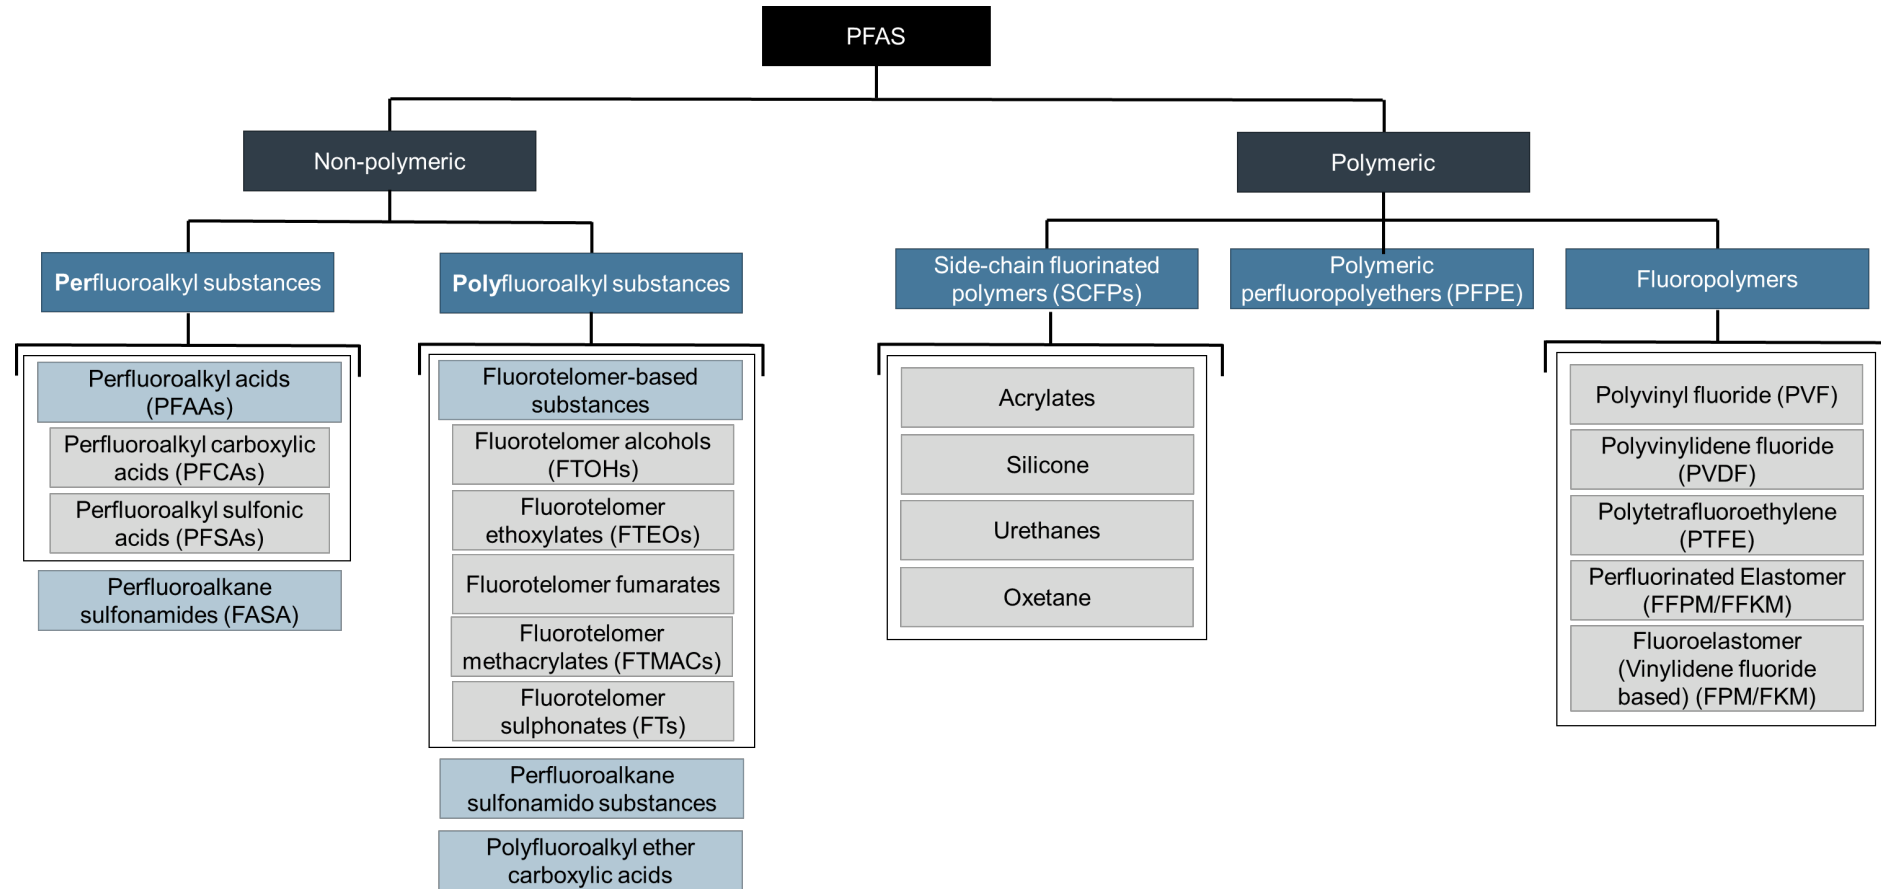 PFAS
Non-polymeric
Polymeric
Perfluoroalkyl substances
Polyfluoroalkyl substances
Side-chain fluorinated
polymers (SCFPs)
Polymeric
perfluoropolyethers (PFPE)
Fluoropolymers
Perfluoroalkyl acids
(PFAAs)
Perfluoroalkyl carboxylic
acids (PFCAs)
Perfluoroalkyl sulfonic
acids (PFSAs)
Perfluoroalkane
sulfonamides (FASA)
Fluorotelomer-based
substances
Fluorotelomer alcohols
(FTOHs)
Fluorotelomer
ethoxylates (FTEOs)
Fluorotelomer fumarates
Fluorotelomer
methacrylates (FTMACs)
Fluorotelomer
sulphonates (FTs)
Perfluoroalkane
sulfonamido substances
Polyfluoroalkyl ether
carboxylic acids
Acrylates
Silicone
Urethanes
Oxetane
Polyvinyl fluoride (PVF)
Polyvinylidene fluoride
(PVDF)
Polytetrafluoroethylene
(PTFE)
Perfluorinated Elastomer
(FFPM/FFKM)
Fluoroelastomer
(Vinylidene fluoride
based) (FPM/FKM)